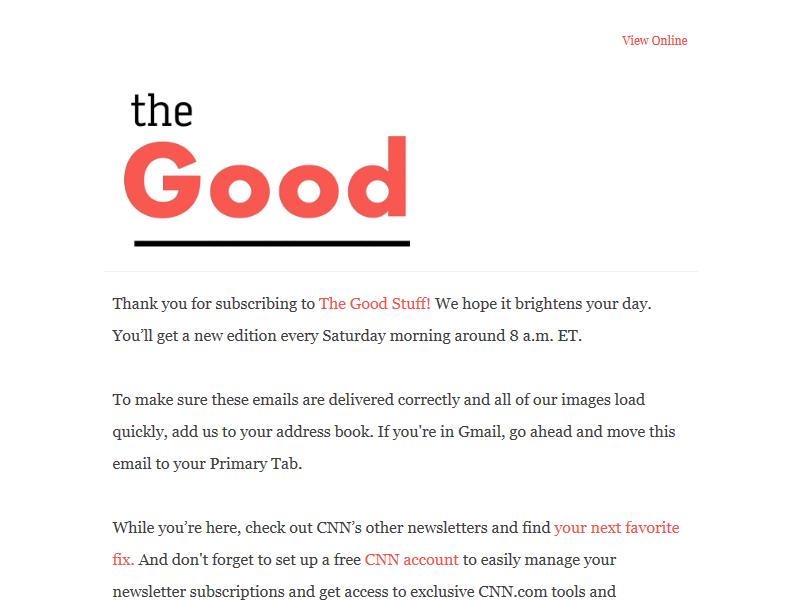 View Online
the
Good
Thank you for subscribing to The Good Stuff! We hope it brightens your day.
You’ll get a new edition every Saturday morning around 8 a.m. ET.
To make sure these emails are delivered correctly and all of our images load
quickly, add us to your address book. If you're in Gmail, go ahead and move this
email to your Primary Tab.
While you’re here, check out CNN’s other newsletters and find your next favorite
fix. And don't forget to set up a free CNN account to easily manage your
newsletter subscriptions and get access to exclusive CNN.com tools and